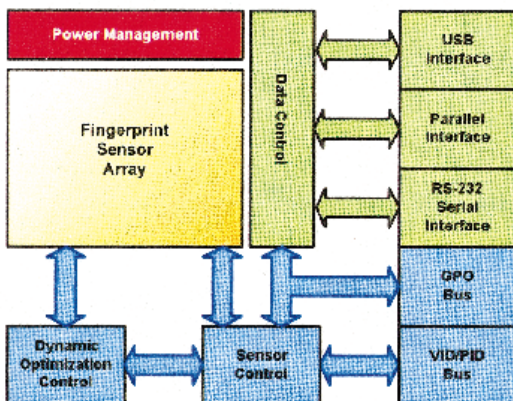 Power Management
Fingerprint
Sensor
Array
Data Control
USB
Interface
Parallel
Interface
RS-232
Serial
Interface
GPO
Bus
Dynamic
Optimization
Control
Sensor
Control
VID/PID
Bus